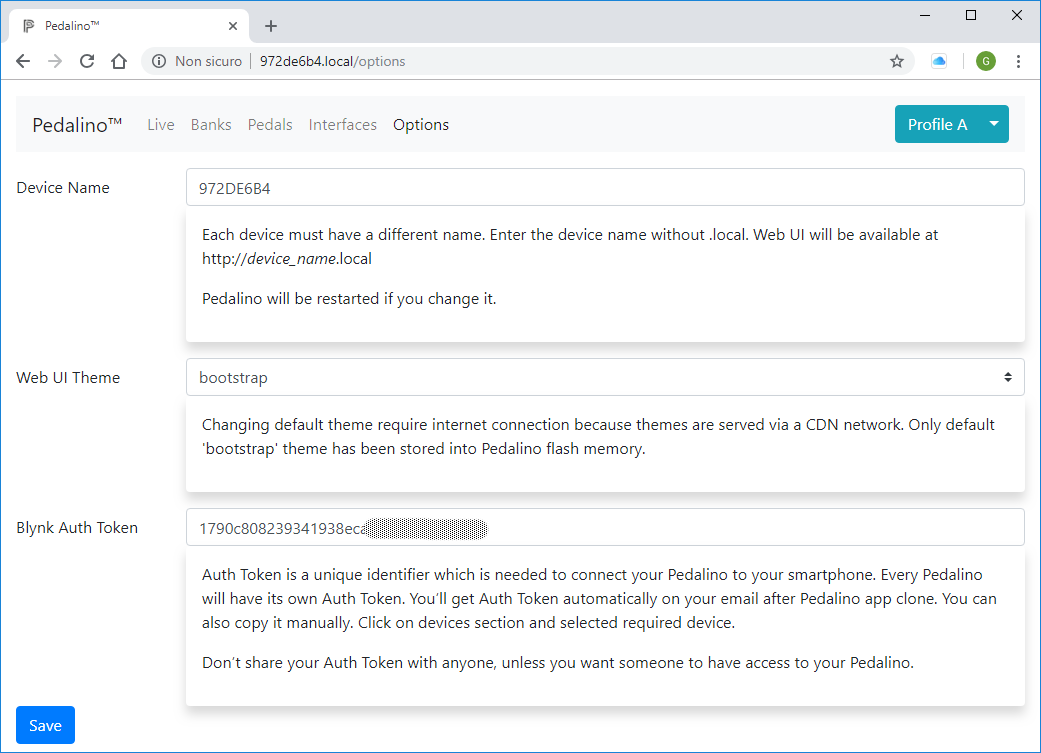 Pedalino™
Non sicuro 972de6b4.local/options
G
Pedalino™ Live Banks Pedals Interfaces Options Profile A
Device Name 972DE6B4
Each device must have a different name. Enter the device name without .local. Web UI will be available at
http://device_name.local
Pedalino will be restarted if you change it.
Web UI Theme bootstrap
Changing default theme require internet connection because themes are served via a CDN network. Only default
'bootstrap' theme has been stored into Pedalino flash memory.
Blynk Auth Token 1790c808239341938eca
Auth Token is a unique identifier which is needed to connect your Pedalino to your smartphone. Every Pedalino
will have its own Auth Token. You'll get Auth Token automatically on your email after Pedalino app clone. You can
also copy it manually. Click on devices section and selected required device.
Don't share your Auth Token with anyone, unless you want someone to have access to your Pedalino.
Save